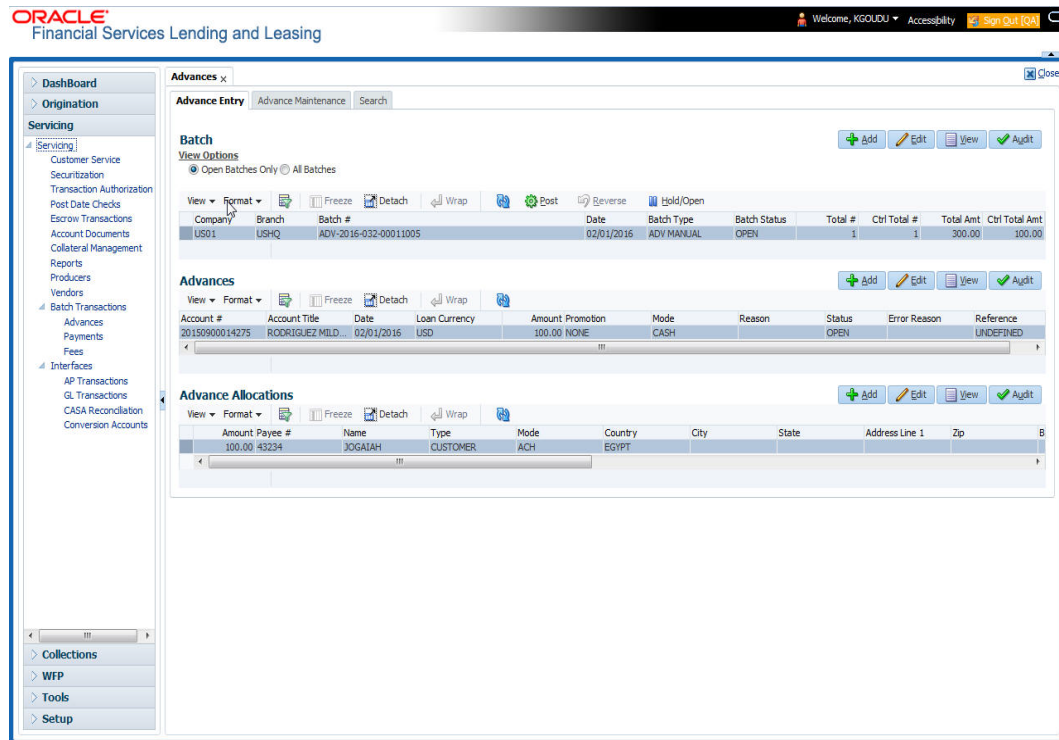 ORACLE®
Financial Services Lending and Leasing
Welcome, KGOUDU Accessibility Sign Out [QA]
Close
DashBoard
Origination
Servicing
Servicing
Customer Service
Securitization
Transaction Authorization
Post Date Checks
Escrow Transactions
Account Documents
Collateral Management
Reports
Producers
Vendors
Batch Transactions
Advances
Payments
Fees
Interfaces
AP Transactions
GL Transactions
CASA Reconciliation
Conversion Accounts
Collections
WFP
Tools
Setup
Advances x
Advance Entry Advance Maintenance Search
Batch
Add Edit View Audit
View Options
Open Batches Only All Batches
View Format Freeze Detach Wrap Post Reverse Hold/Open
Company Branch Batch # Date Batch Type Batch Status Total # Ctrl Total # Total Amt Ctrl Total Amt
US01 USHQ ADV-2016-032-00011005 02/01/2016 ADV MANUAL OPEN 1 1 300.00 100.00
Advances
Add Edit View Audit
View Format Freeze Detach Wrap
Account # Account Title Date Loan Currency Amount Promotion Mode Reason Status Error Reason Reference
20150900014275 RODRIGUEZ MILD... 02/01/2016 USD 100.00 NONE CASH OPEN UNDEFINED
Advance Allocations
Add Edit View Audit
View Format Freeze Detach Wrap
Amount Payee # Name Type Mode Country City State Address Line 1 Zip B
100.00 43234 JOGAIAH CUSTOMER ACH EGYPT